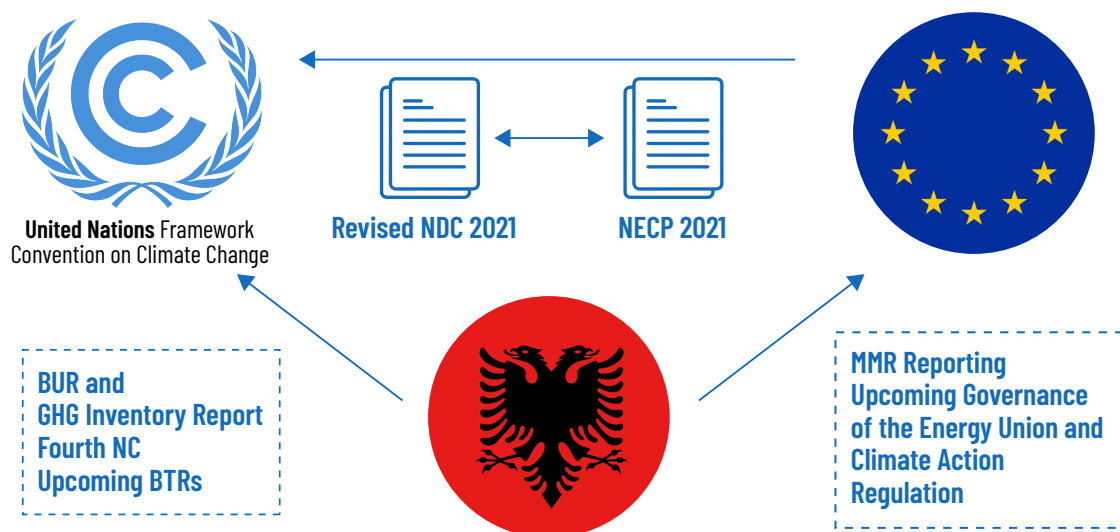 United Nations Framework
Convention on Climate Change
Revised NDC 2021
NECP 2021
BUR and
GHG Inventory Report
Fourth NC
Upcoming BTRs
MMR Reporting
Upcoming Governance
of the Energy Union and
Climate Action
Regulation